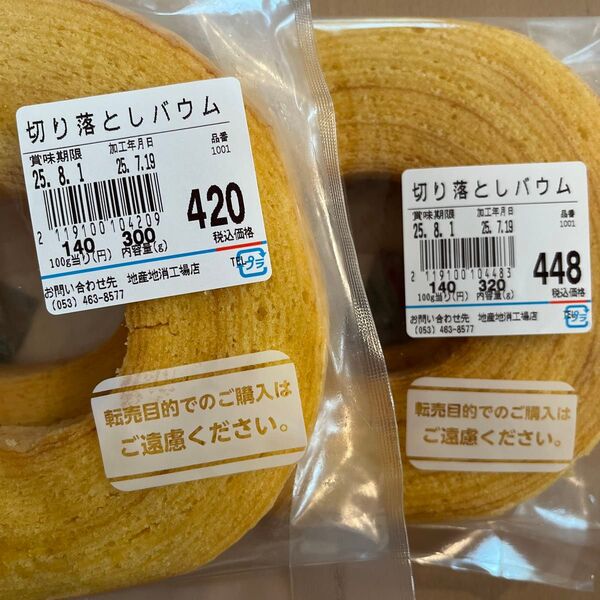 切り落としバウム
賞味期限 加工年月日 品番
25.8.1 25.7.19 1001
2 119100104209
140 300 420
100g当り(円) 内容量(g) 税込価格
お問い合わせ先 地産地消工場店
(053) 463-8577
プラ
転売目的でのご購入は
ご遠慮ください。
切り落としバウム
賞味期限 加工年月日 品番
25.8.1 25.7.19 1001
2 119100104483
140 320 448
100g当り(円) 内容量(g) 税込価格
お問い合わせ先 地産地消工場店
(053) 463-8577
プラ
転売目的でのご購入は
ご遠慮ください。